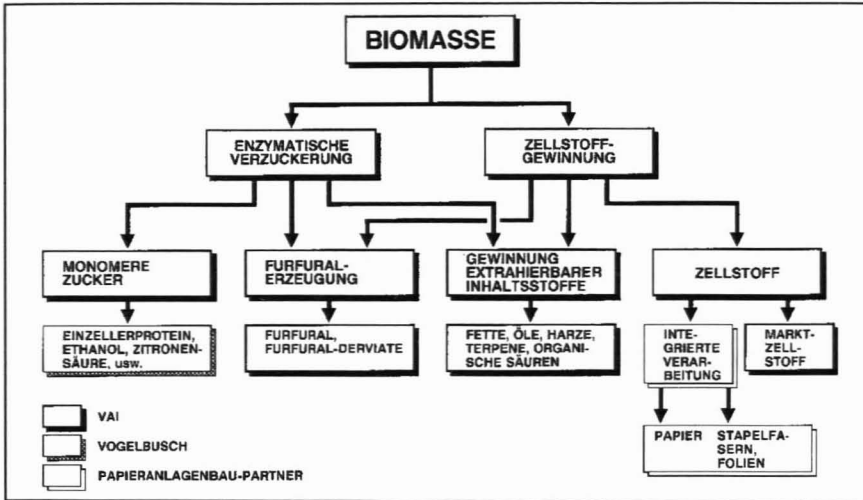 BIOMASSE
ENZYMATISCHE
VERZUCKERUNG
ZELLSTOFF-
GEWINNUNG
MONOMERE
ZUCKER
FURFURAL-
ERZEUGUNG
GEWINNUNG
EXTRAHIERBARER
INHALTSSTOFFE
ZELLSTOFF
EINZELLERPROTEIN,
ETHANOL, ZITRONEN-
SÄURE, usw.
FURFURAL,
FURFURAL-DERVIATE
FETTE, ÖLE, HARZE,
TERPENE, ORGANI-
SCHE SÄUREN
INTE-
GRIERTE
VERAR-
BEITUNG
MARKT-
ZELL-
STOFF
PAPIER
STAPELFA-
SERN,
FOLIEN
VAI
VOGELBUSCH
PAPIERANLAGENBAU-PARTNER